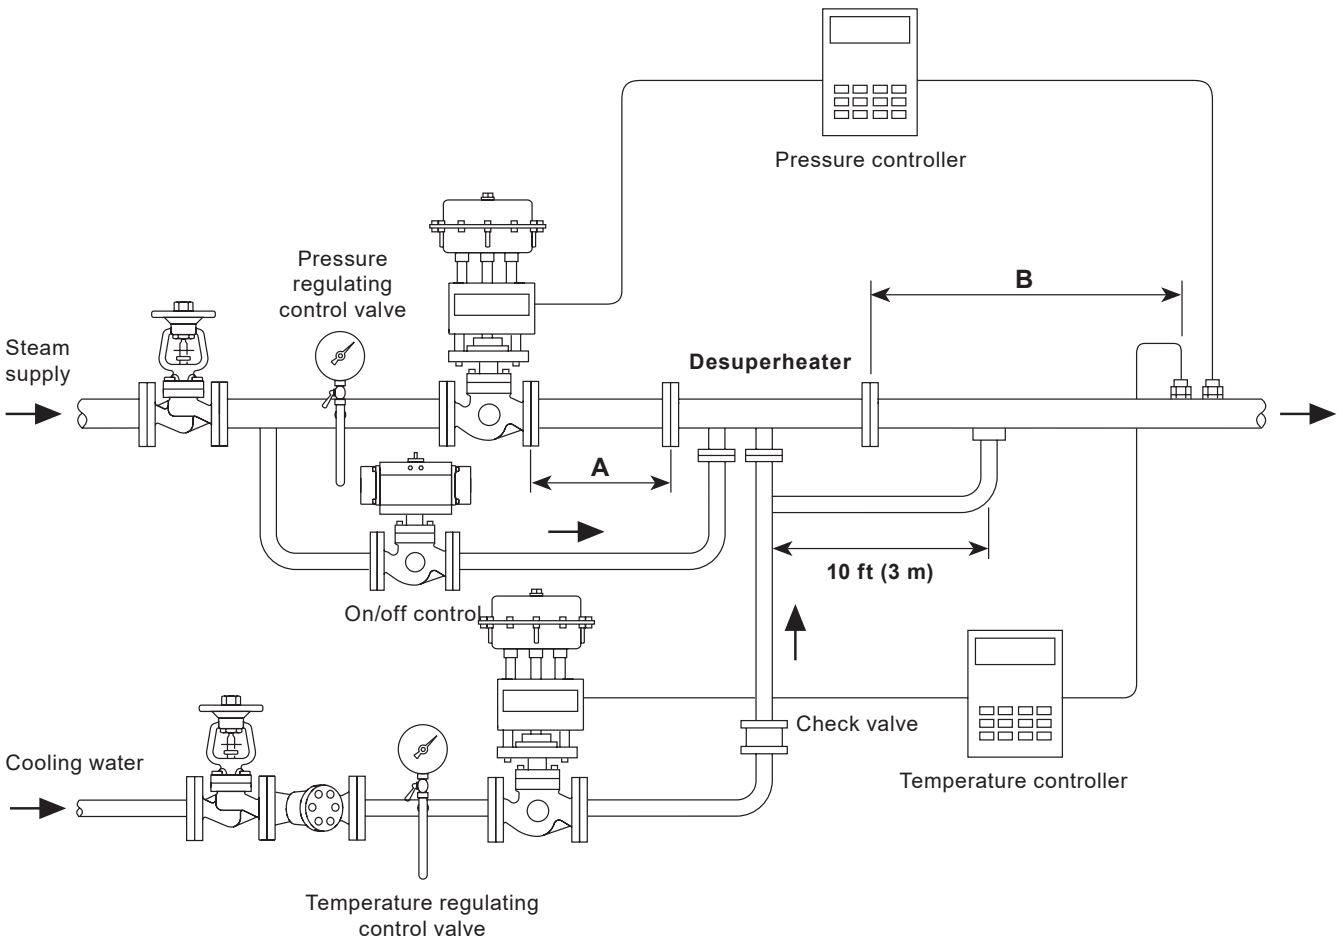 Pressure controller
Pressure
regulating
control valve
B
Steam
supply
Desuperheater
A
10 ft (3 m)
On/off control
Check valve
Cooling water
Temperature controller
Temperature regulating
control valve